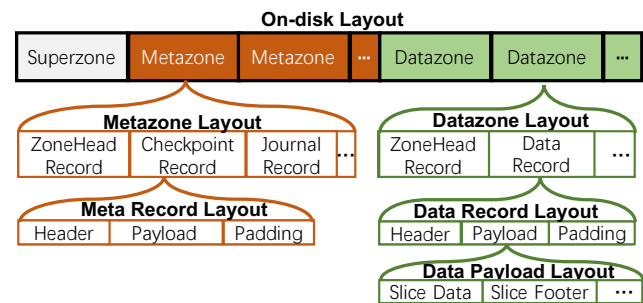 On-disk Layout
Superzone Metazone Metazone ... Datazone Datazone ...
Metazone Layout
ZoneHead Record Checkpoint Record Journal Record ...
Datazone Layout
ZoneHead Record Data Record ...
Meta Record Layout
Header Payload Padding
Data Record Layout
Header Payload Padding
Data Payload Layout
Slice Data Slice Footer ...